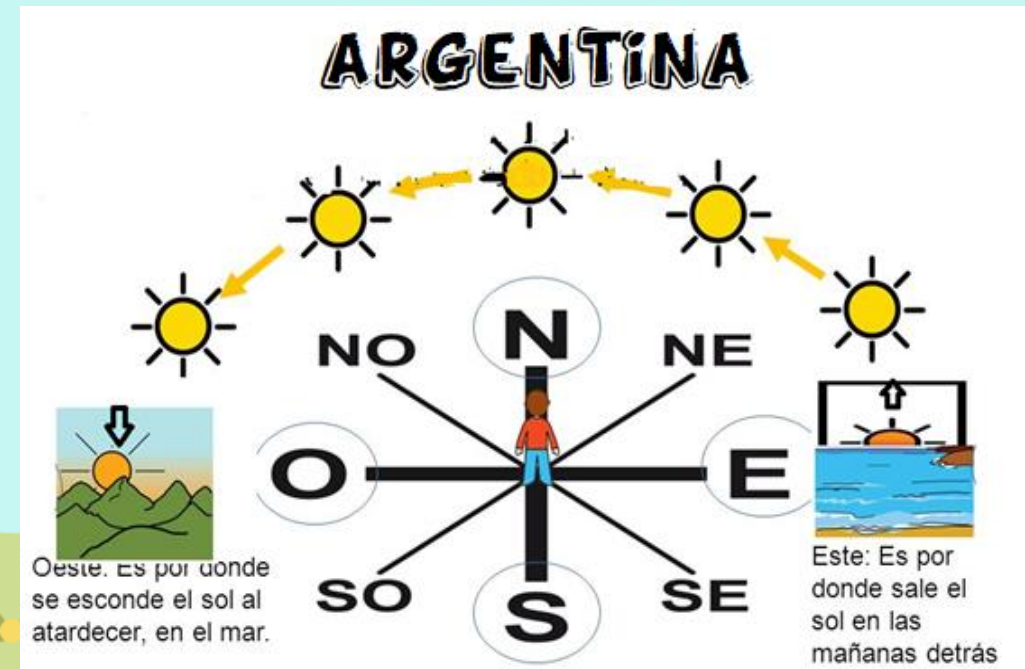 ARGENTiNA
N
NO
NE
O
E
SO
SE
S
Oeste: Es por donde
se esconde el sol al
atardecer, en el mar.
Este: Es por
donde sale el
sol en las
mañanas detrás